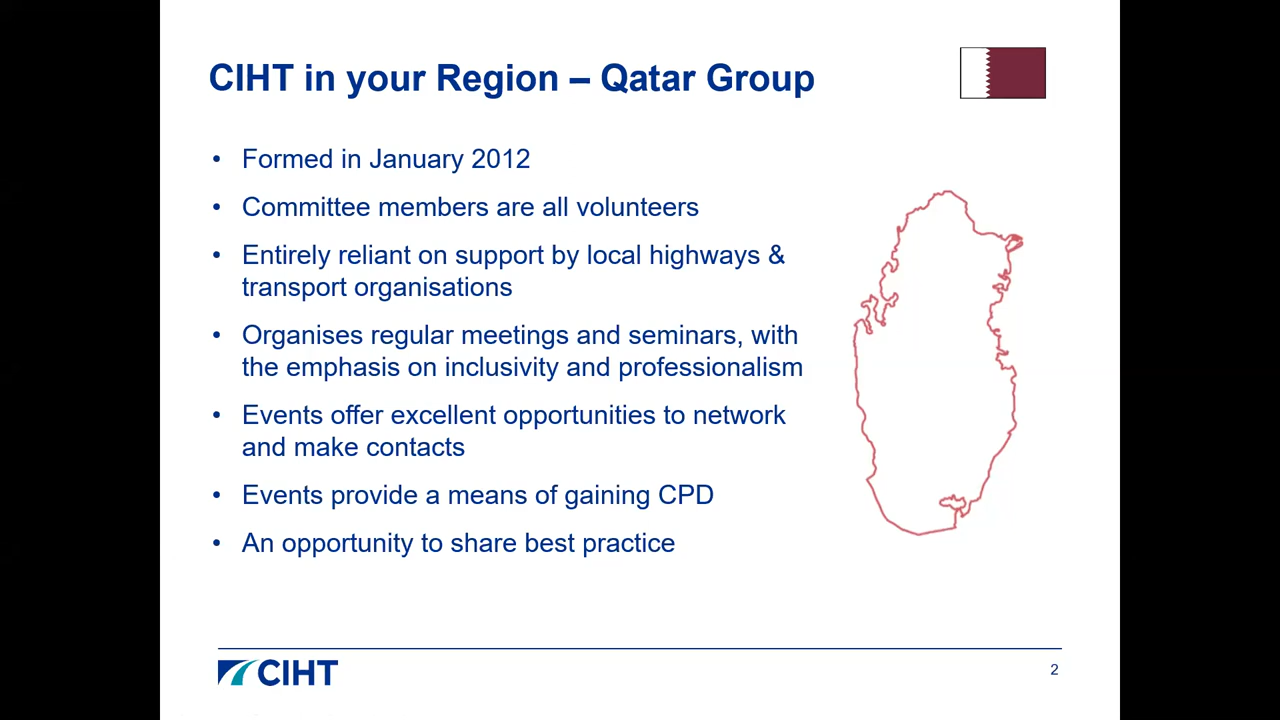 CIHT in your Region – Qatar Group
• Formed in January 2012
• Committee members are all volunteers
• Entirely reliant on support by local highways &
transport organisations
• Organises regular meetings and seminars, with
the emphasis on inclusivity and professionalism
• Events offer excellent opportunities to network
and make contacts
• Events provide a means of gaining CPD
• An opportunity to share best practice
CIHT
2